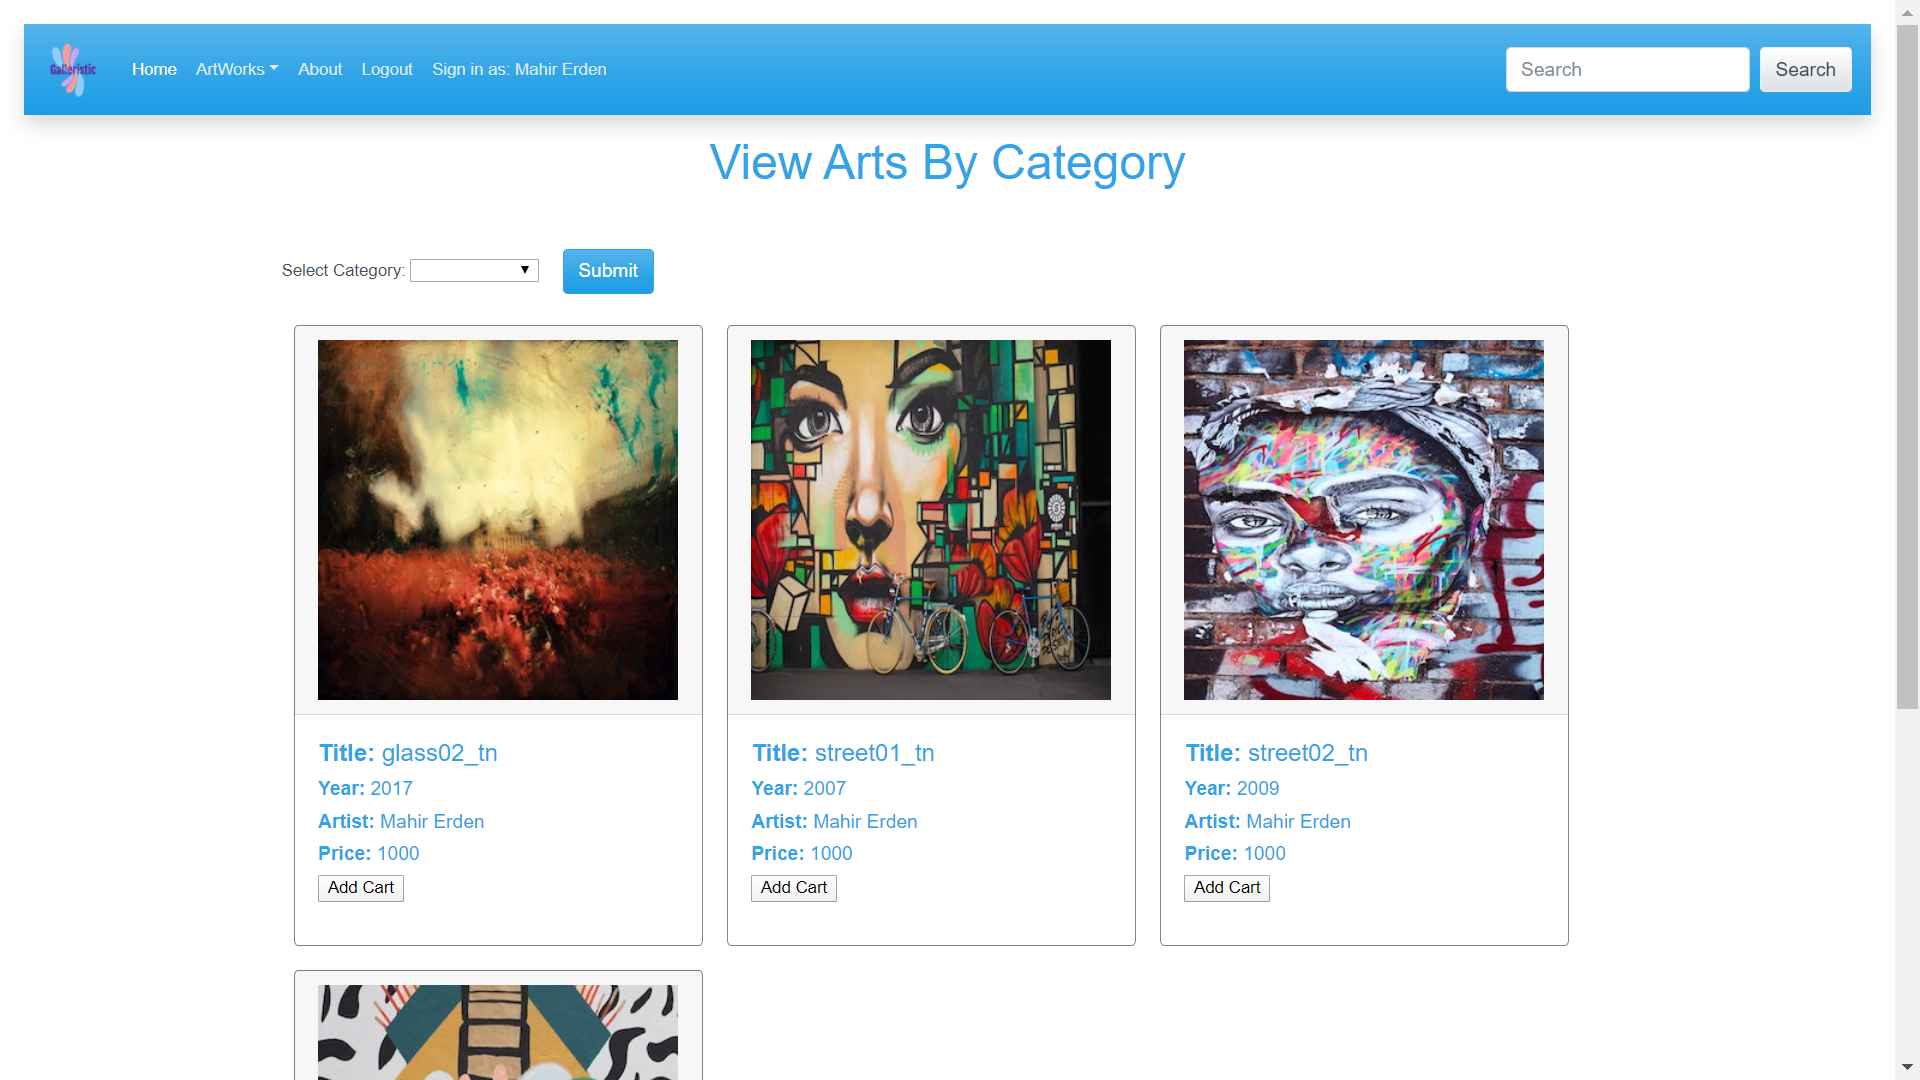 Galleristic
Home ArtWorks About Logout Sign in as: Mahir Erden Search Search
View Arts By Category
Select Category: Submit
Title: glass02_tn
Year: 2017
Artist: Mahir Erden
Price: 1000
Add Cart
Title: street01_tn
Year: 2007
Artist: Mahir Erden
Price: 1000
Add Cart
Title: street02_tn
Year: 2009
Artist: Mahir Erden
Price: 1000
Add Cart